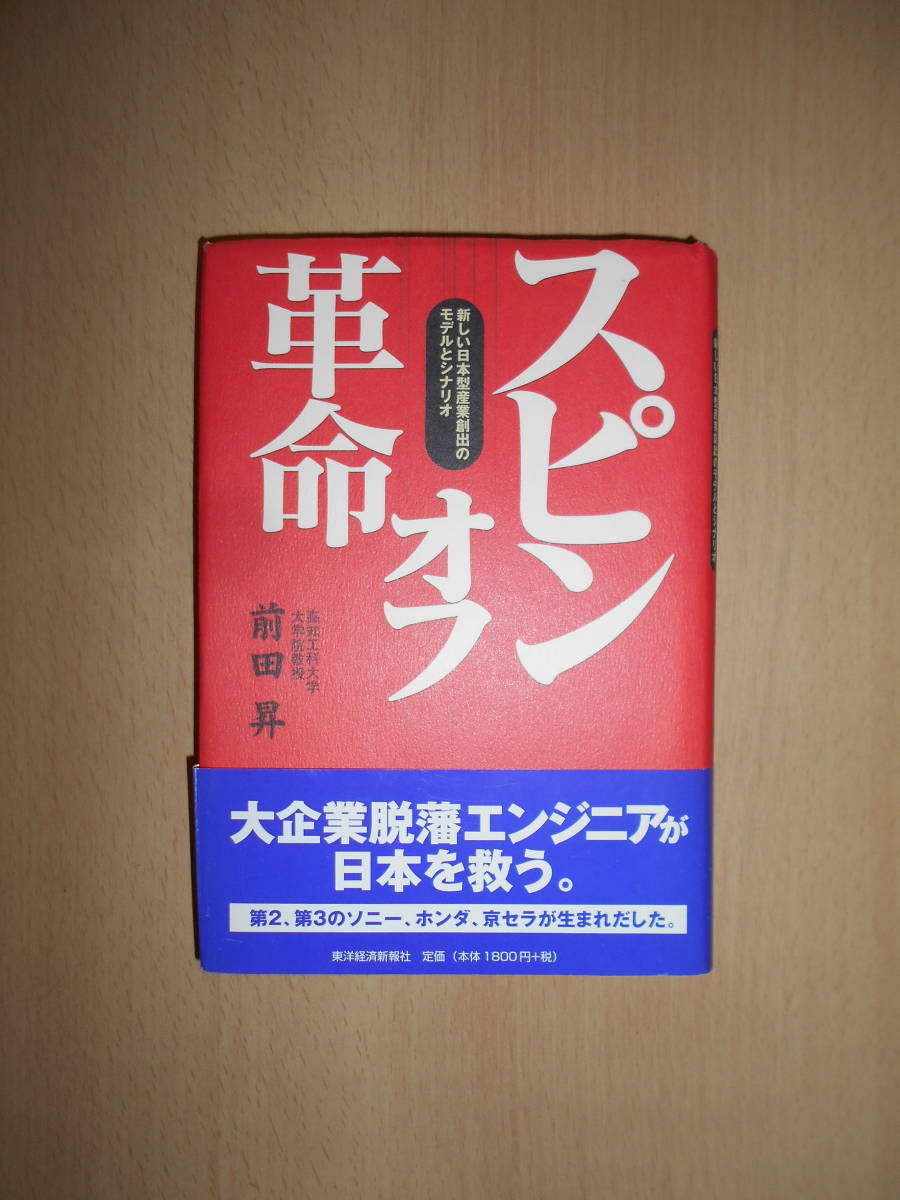 スピン
オフ
革命
新しい日本型産業創出の
モデルとシナリオ
高知工科大学
大学院教授
前田 昇
大企業脱藩エンジニアが
日本を救う。
第2、第3のソニー、ホンダ、京セラが生まれだした。
東洋経済新報社 定価（本体1800円+税）